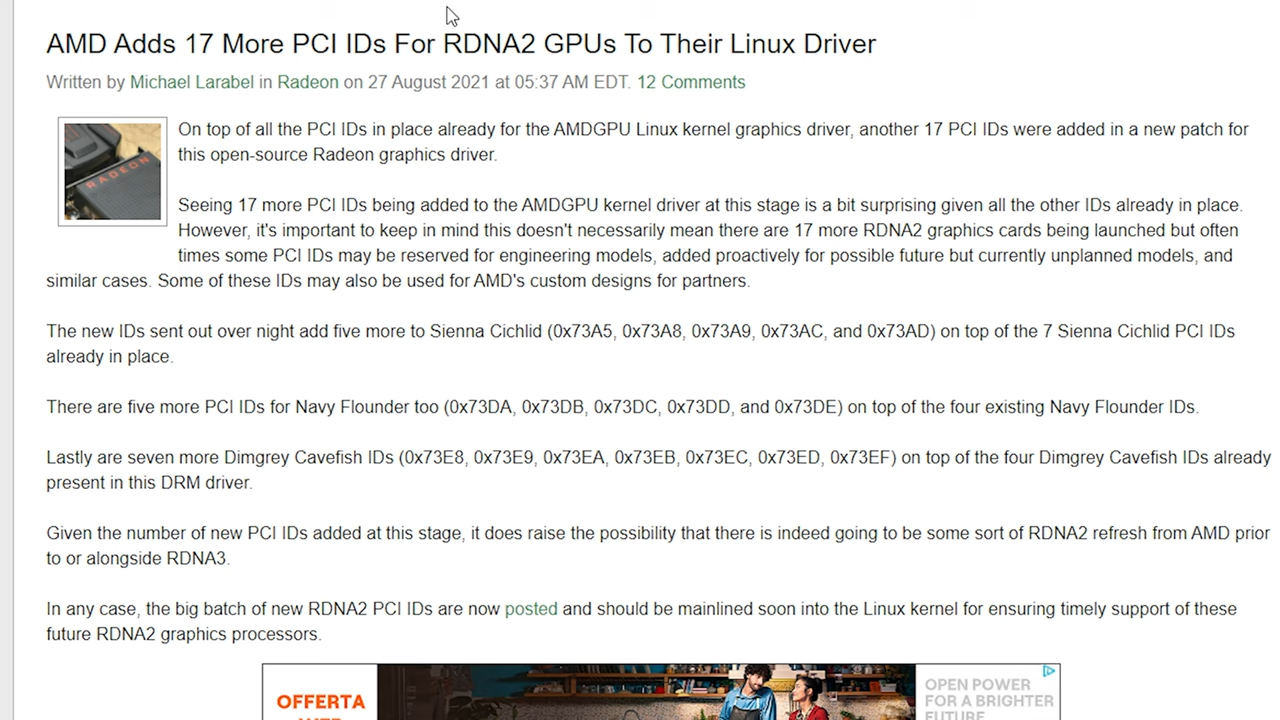 AMD Adds 17 More PCI IDs For RDNA2 GPUs To Their Linux Driver
Written by Michael Larabel in Radeon on 27 August 2021 at 05:37 AM EDT. 12 Comments
On top of all the PCI IDs in place already for the AMDGPU Linux kernel graphics driver, another 17 PCI IDs were added in a new patch for
this open-source Radeon graphics driver.
RADEON
Seeing 17 more PCI IDs being added to the AMDGPU kernel driver at this stage is a bit surprising given all the other IDs already in place.
However, it's important to keep in mind this doesn't necessarily mean there are 17 more RDNA2 graphics cards being launched but often
times some PCI IDs may be reserved for engineering models, added proactively for possible future but currently unplanned models, and
similar cases. Some of these IDs may also be used for AMD's custom designs for partners.
The new IDs sent out over night add five more to Sienna Cichlid (0x73A5, 0x73A8, 0x73A9, 0x73AC, and 0x73AD) on top of the 7 Sienna Cichlid PCI IDs
already in place.
There are five more PCI IDs for Navy Flounder too (0x73DA, 0x73DB, 0x73DC, 0x73DD, and 0x73DE) on top of the four existing Navy Flounder IDs.
Lastly are seven more Dimgrey Cavefish IDs (0x73E8, 0x73E9, 0x73EA, 0x73EB, 0x73EC, 0x73ED, 0x73EF) on top of the four Dimgrey Cavefish IDs already
present in this DRM driver.
Given the number of new PCI IDs added at this stage, it does raise the possibility that there is indeed going to be some sort of RDNA2 refresh from AMD prior
to or alongside RDNA3.
In any case, the big batch of new RDNA2 PCI IDs are now posted and should be mainlined soon into the Linux kernel for ensuring timely support of these
future RDNA2 graphics processors.
OFFERTA
WEB
OPEN POWER
FOR A BRIGHTER
FUTURE